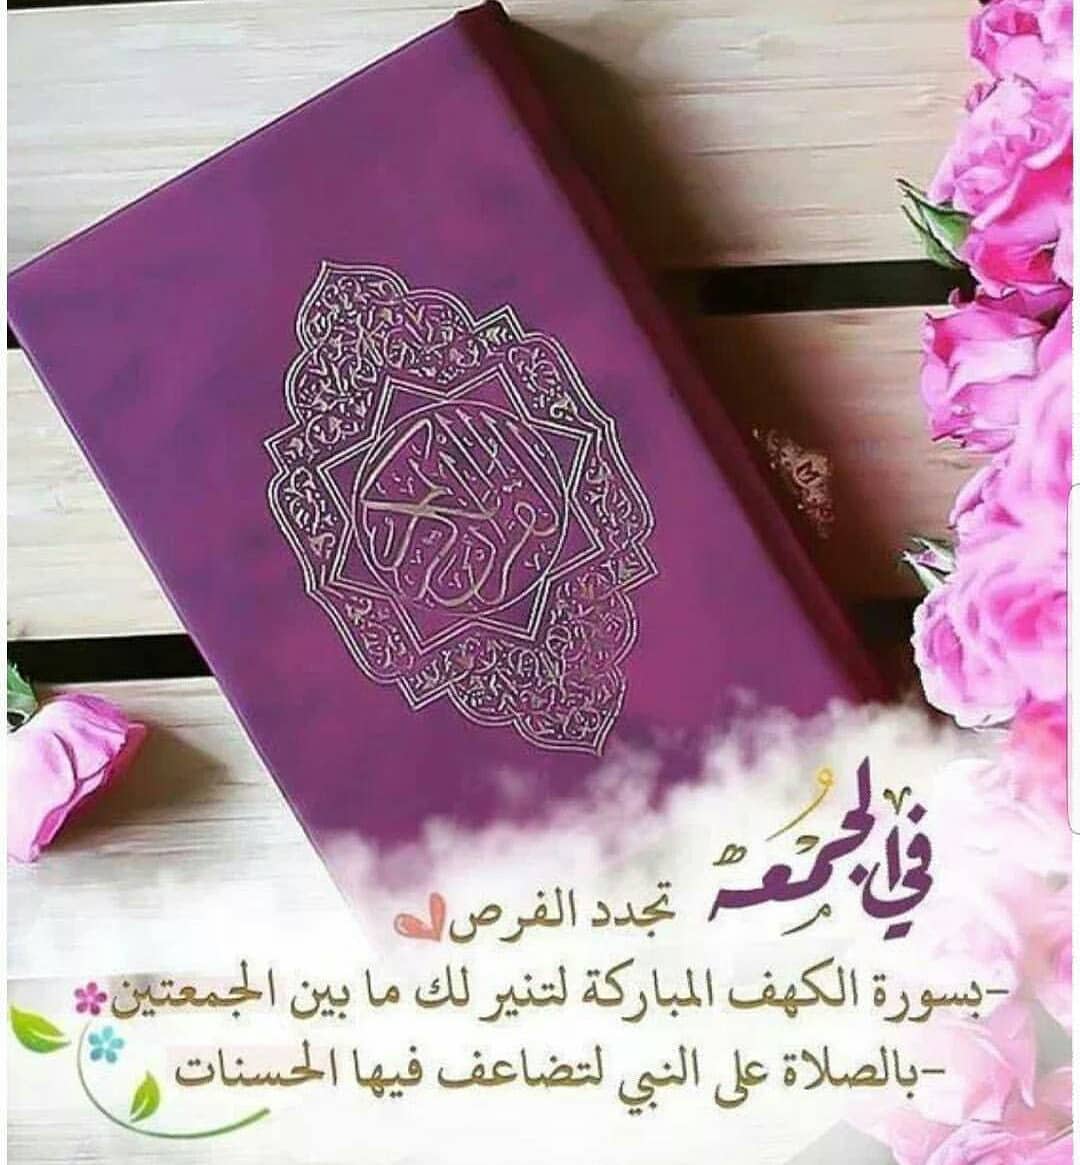 القرآن الكريم
في الجمعة تجدد الفرص
-بسورة الكهف المباركة لتنير لك ما بين الجمعتين
-بالصلاة على النبي لتضاعف فيها الحسنات